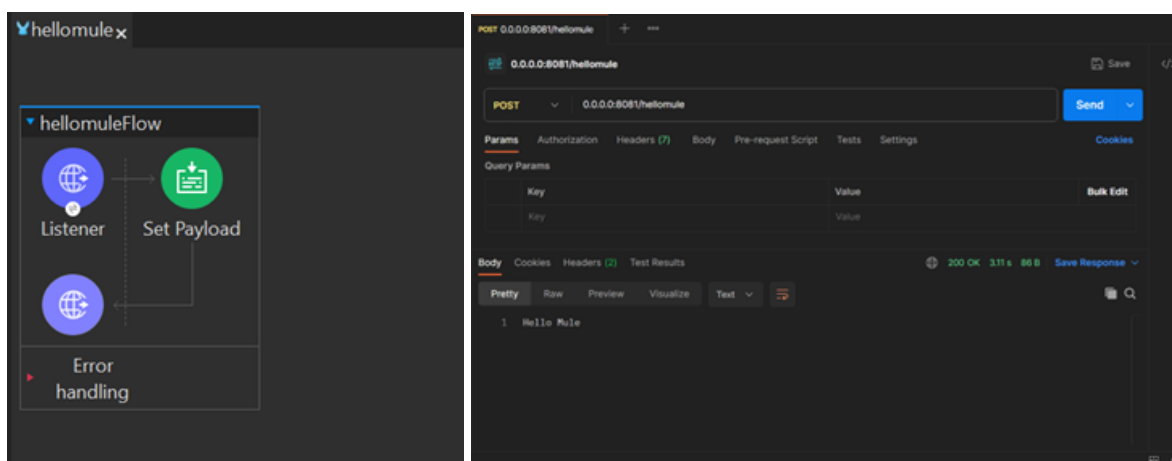 hellomule x
hellomuleFlow
Listener
Set Payload
Error
handling
POST 0.0.0.0:8081/hellomule
0.0.0.0:8081/hellomule
Save
POST
0.0.0.0:8081/hellomule
Send
Params Authorization Headers (7) Body Pre-request Script Tests Settings
Cookies
Query Params
Key Value Bulk Edit
Key Value
Body Cookies Headers (2) Test Results
200 OK 3.11 s 86 B Save Response
Pretty Raw Preview Visualize Text
1 Hello Mule